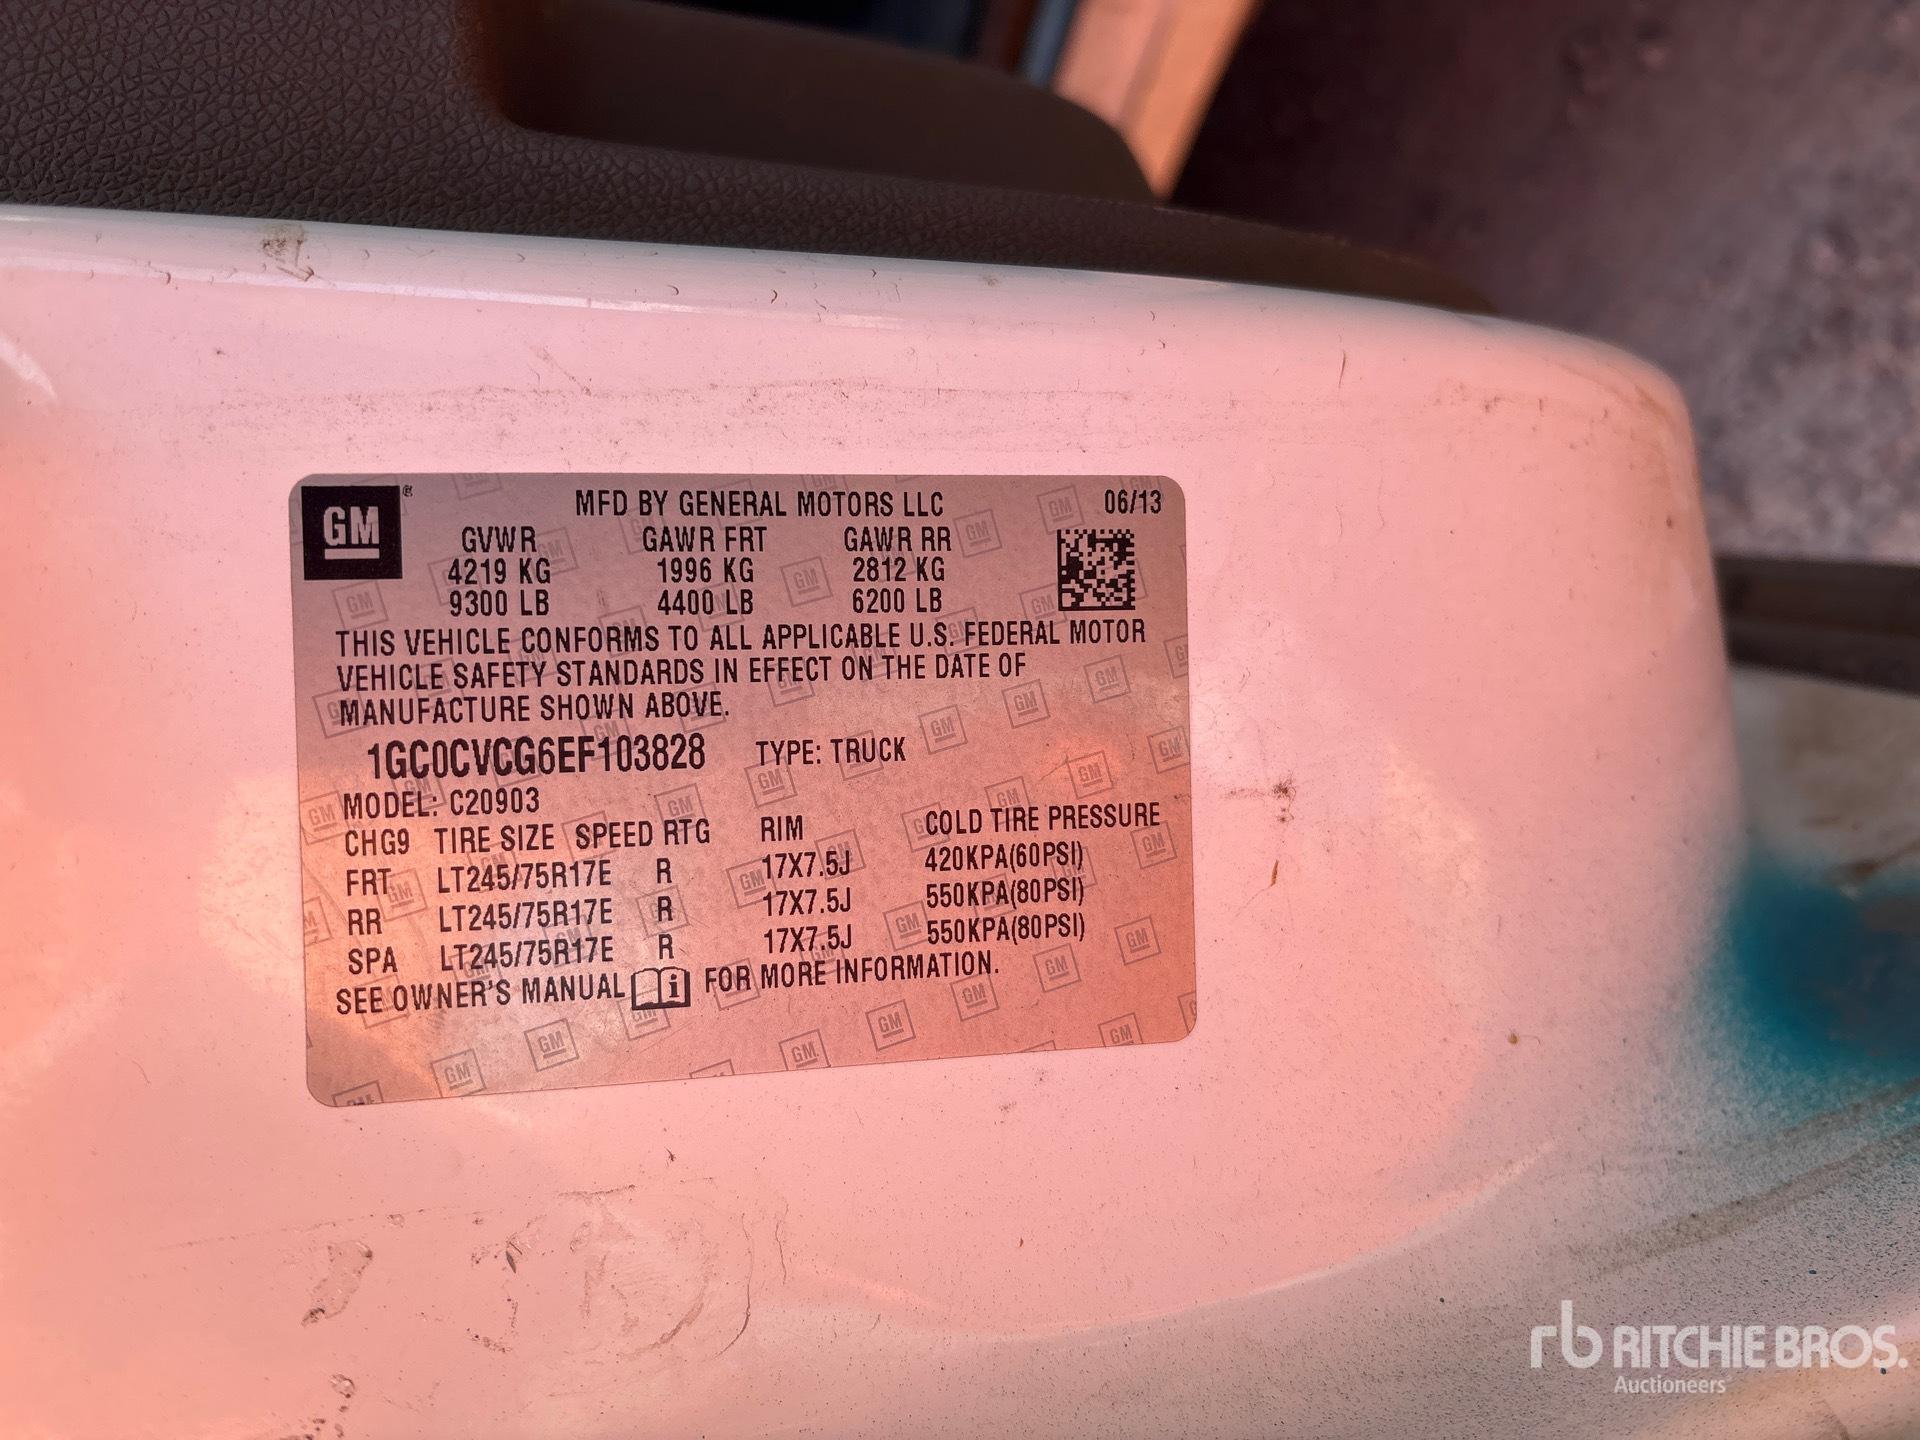 GM
MFD BY GENERAL MOTORS LLC 06/13
GVWR GAWR FRT GAWR RR
4219 KG 1996 KG 2812 KG
9300 LB 4400 LB 6200 LB
THIS VEHICLE CONFORMS TO ALL APPLICABLE U.S. FEDERAL MOTOR
VEHICLE SAFETY STANDARDS IN EFFECT ON THE DATE OF
MANUFACTURE SHOWN ABOVE.
1GC0CVCG6EF103828 TYPE: TRUCK
MODEL: C20903
CHG9 TIRE SIZE SPEED RTG RIM COLD TIRE PRESSURE
FRT LT245/75R17E R 17X7.5J 420KPA(60PSI)
RR LT245/75R17E R 17X7.5J 550KPA(80PSI)
SPA LT245/75R17E R 17X7.5J 550KPA(80PSI)
SEE OWNER'S MANUAL FOR MORE INFORMATION.
rb RITCHIE BROS.
Auctioneers